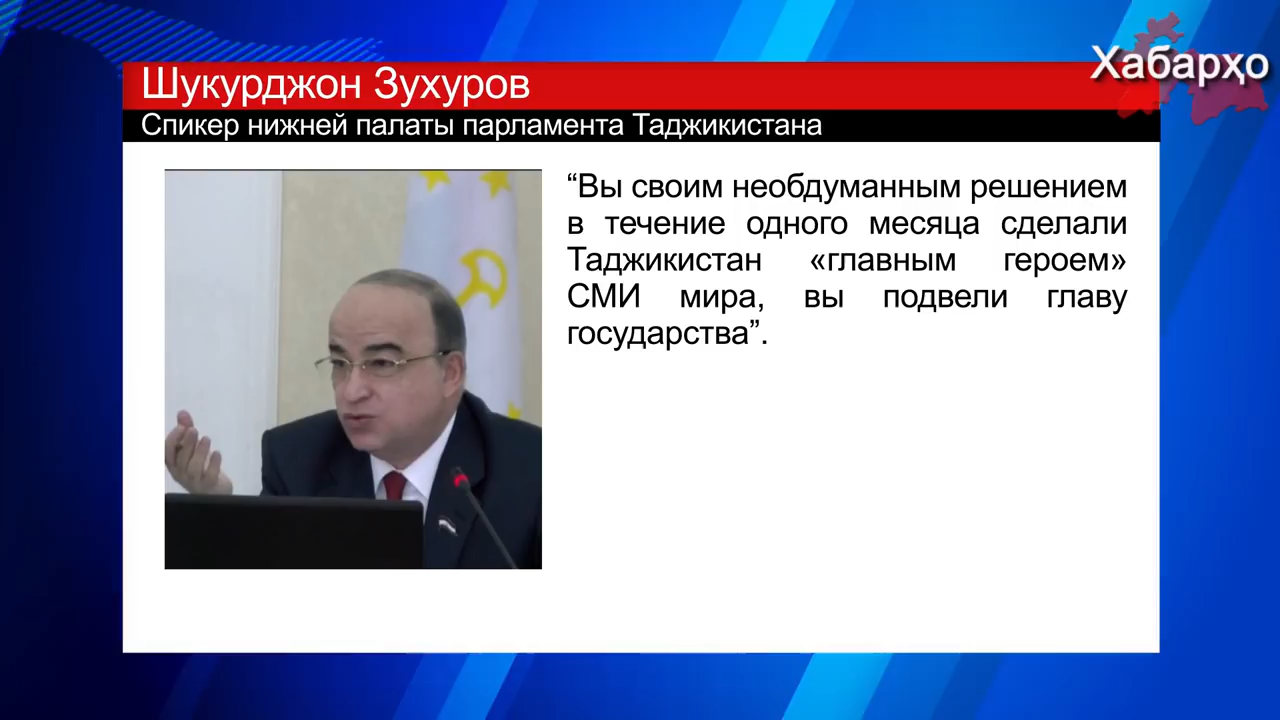 Хабарҳо
Шукурджон Зухуров
Спикер нижней палаты парламента Таджикистана
“Вы своим необдуманным решением
в течение одного месяца сделали
Таджикистан «главным героем»
СМИ мира, вы подвели главу
государства”.